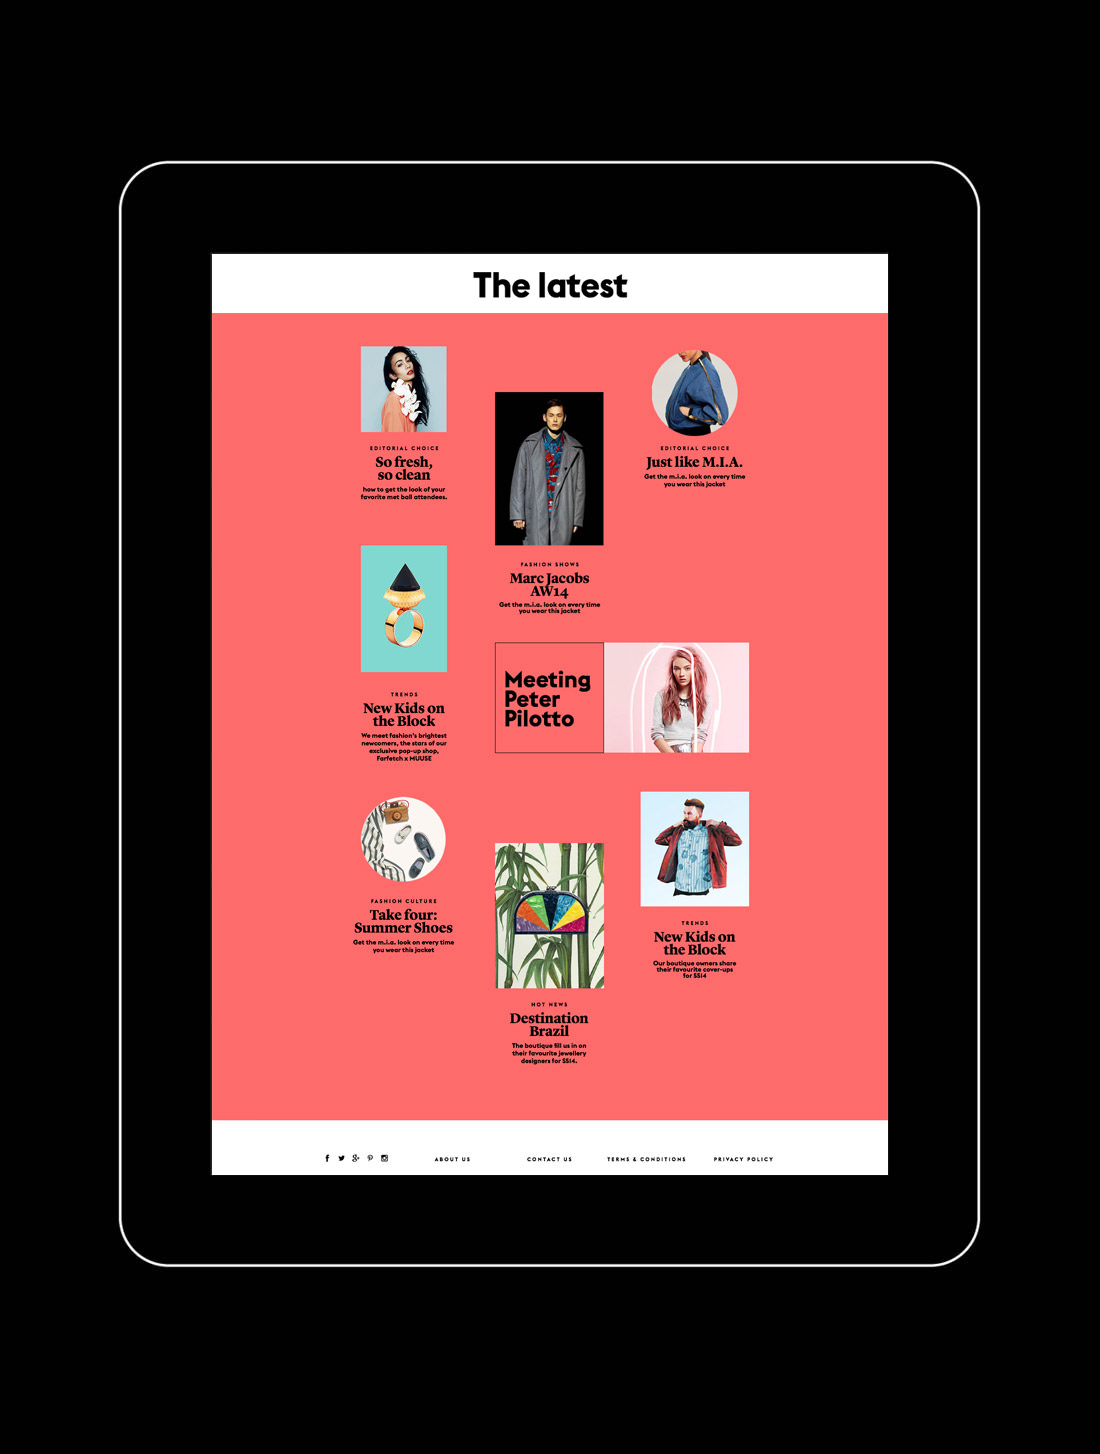 The latest
EDITORIAL CHOICE
So fresh,
so clean
how to get the look of your
favorite met ball attendees.
EDITORIAL CHOICE
Just like M.I.A.
Get the m.i.a. look on every time
you wear this jacket
FASHION SHOWS
Marc Jacobs
AW14
Get the m.i.a. look on every time
you wear this jacket
TRENDS
New Kids on
the Block
We meet fashion's brightest
newcomers, the stars of our
exclusive pop-up shop,
Farfetch x MUUSE
Meeting
Peter
Pilotto
FASHION CULTURE
Take four:
Summer Shoes
Get the m.i.a. look on every time
you wear this jacket
TRENDS
New Kids on
the Block
Our boutique owners share
their favourite cover-ups
for SS14
HOT NEWS
Destination
Brazil
The boutique fill us in on
their favourite jewellery
designers for SS14.
ABOUT US
CONTACT US
TERMS & CONDITIONS
PRIVACY POLICY